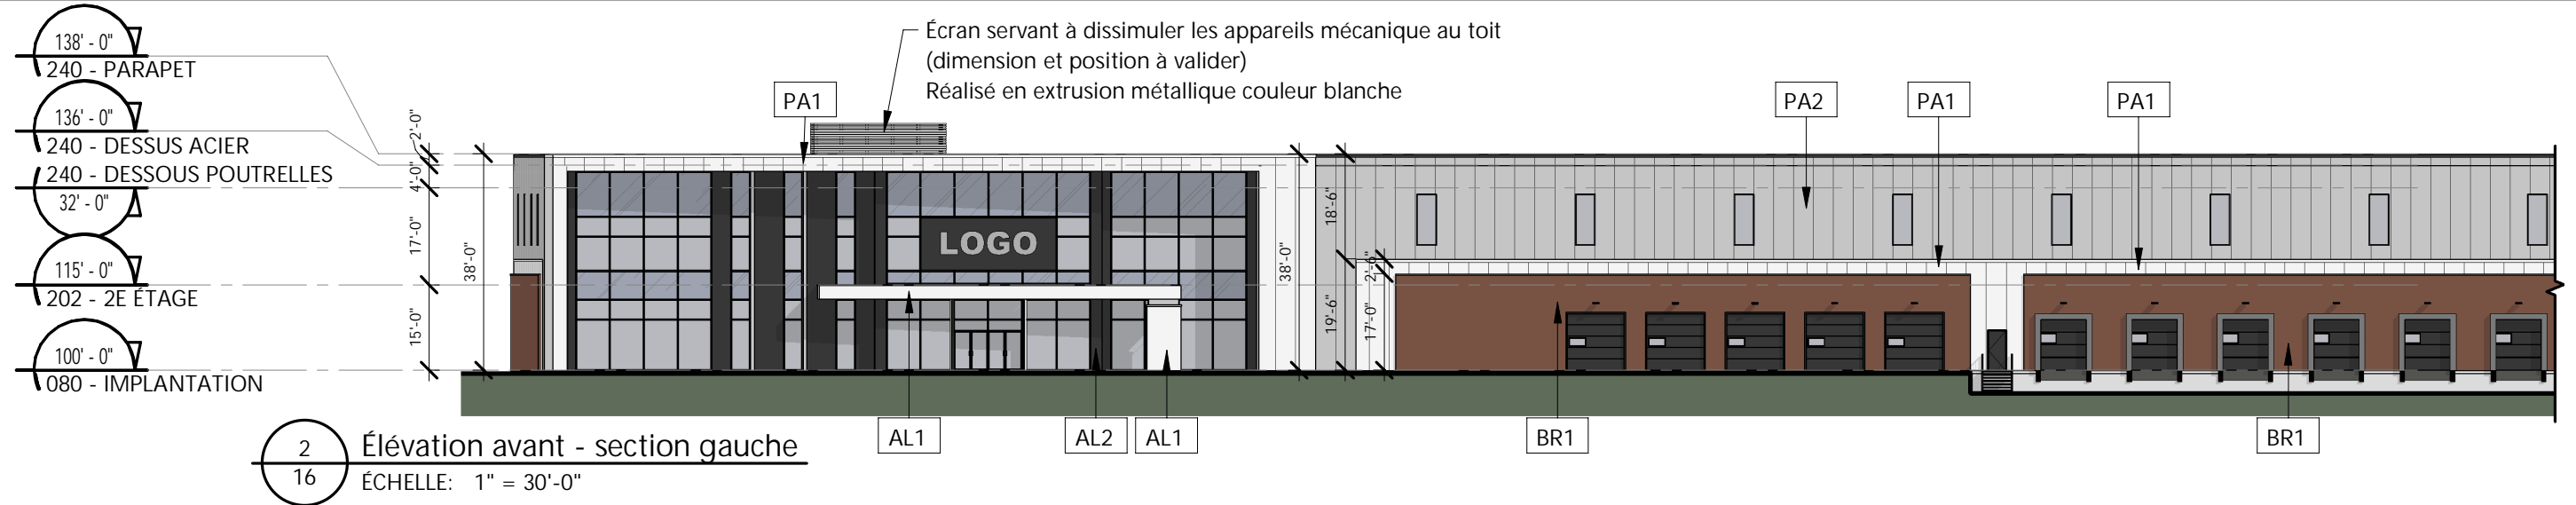 138' - 0"
240 - PARAPET
136' - 0"
240 - DESSUS ACIER
240 - DESSOUS POUTRELLES
32' - 0"
115' - 0"
202 - 2E ÉTAGE
100' - 0"
080 - IMPLANTATION
2'-0"
4'-0"
17'-0"
15'-0"
38'-0"
Écran servant à dissimuler les appareils mécanique au toit
(dimension et position à valider)
Réalisé en extrusion métallique couleur blanche
PA1
PA2
PA1
PA1
LOGO
38'-0"
18'-6"
19'-6"
2'-6"
17'-0"
AL1
AL2
AL1
BR1
BR1
2
16
Élévation avant - section gauche
ÉCHELLE: 1" = 30'-0"